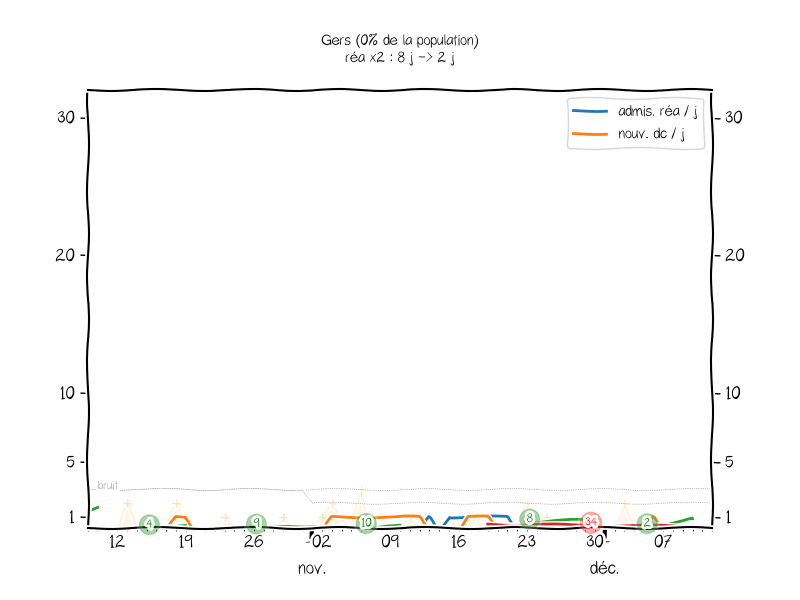 Gers (0% de la population)
réa x2 : 8 j -> 2 j
admis. réa / j
nouv. dc / j
30 30
20 20
10 10
5 5
bruit
1 1
4 9 10 8 34 2
12 19 26 02 09 16 23 30 07
nov. déc.